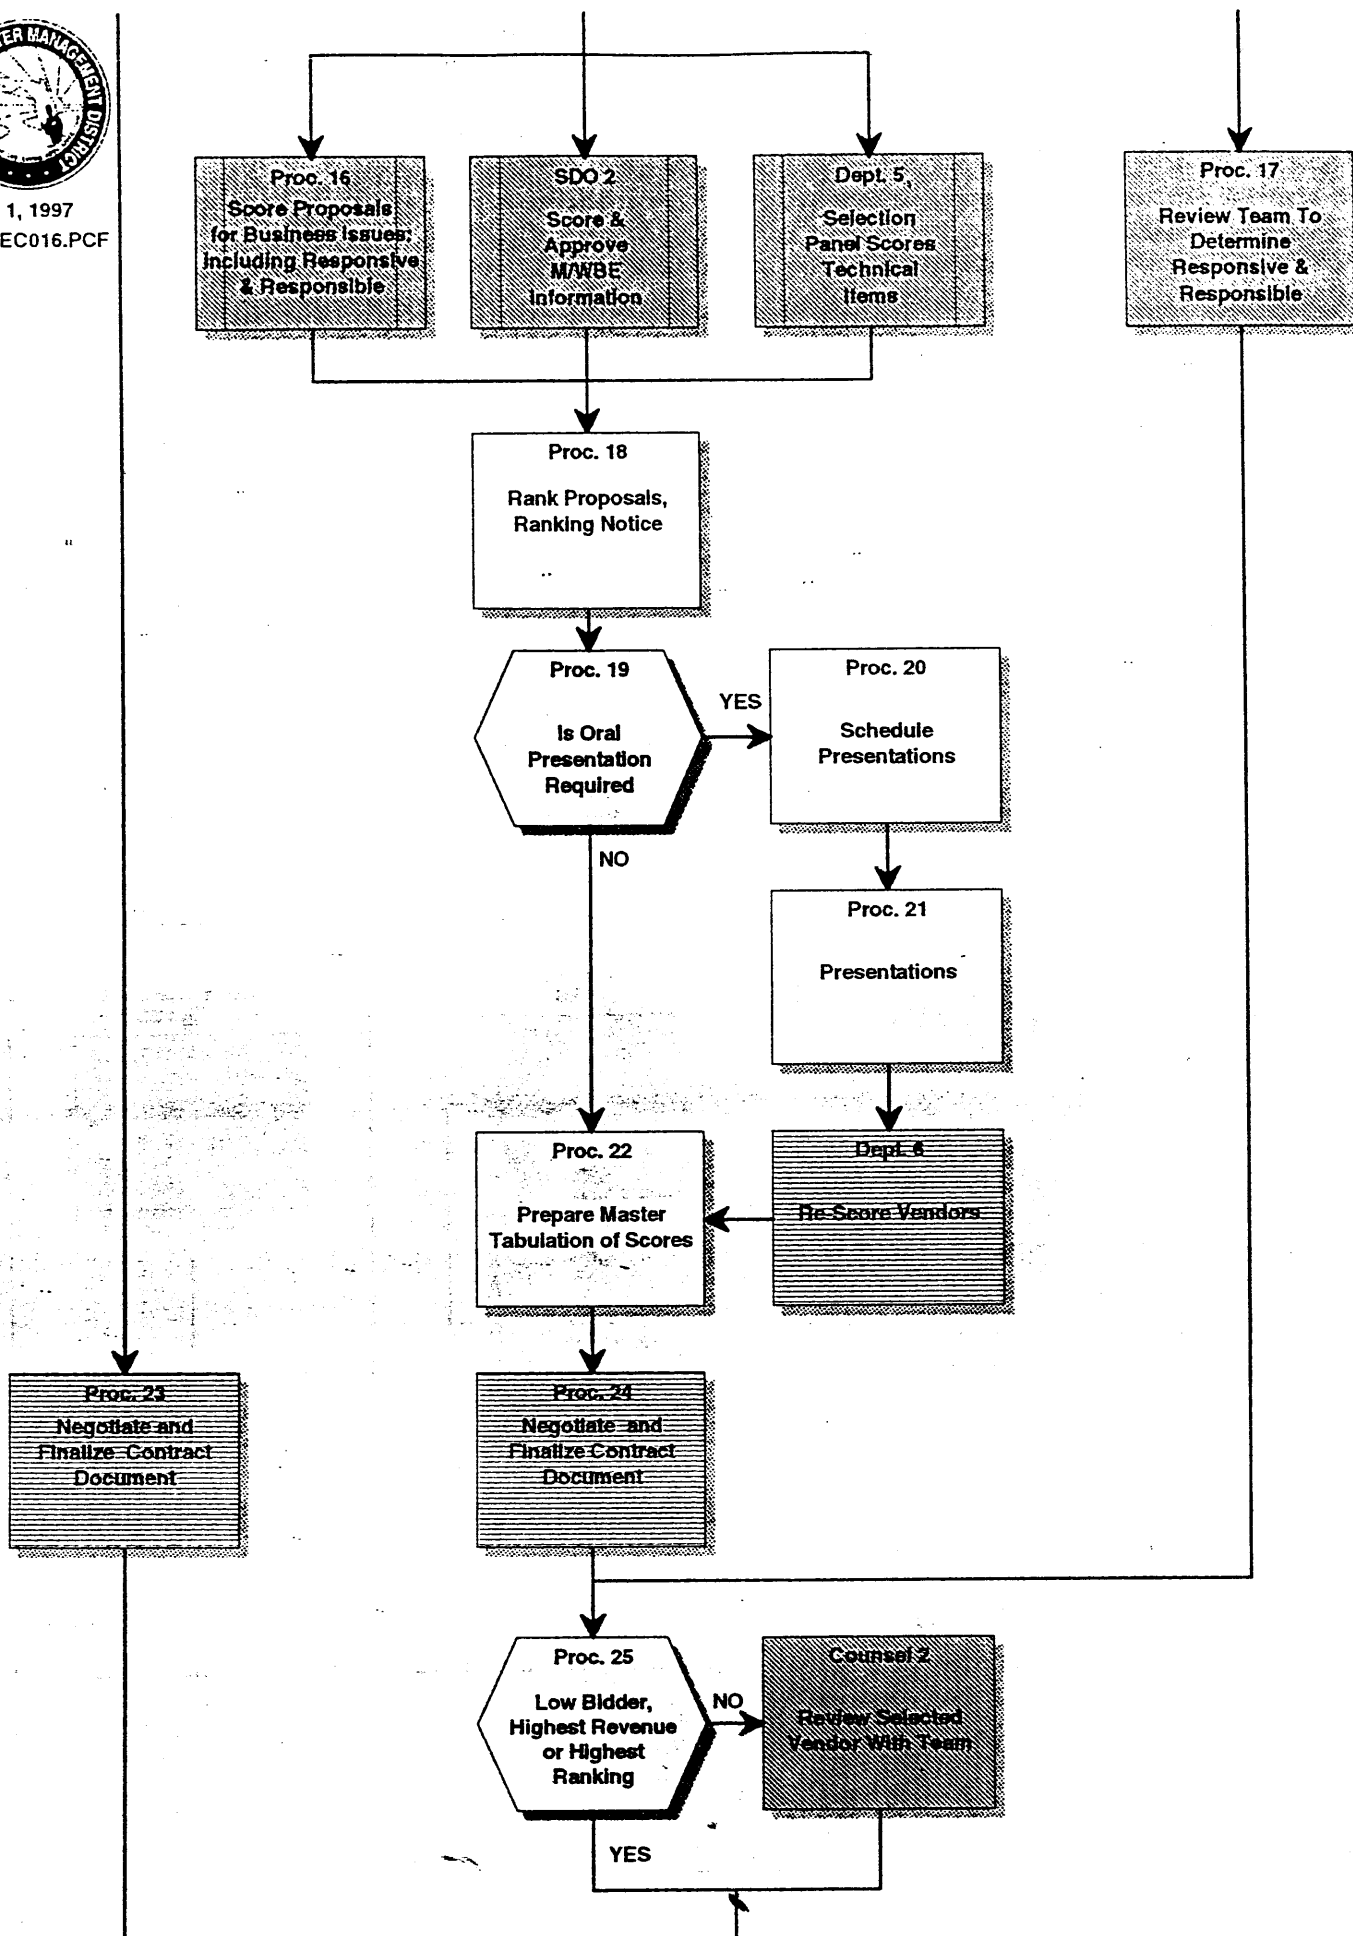 TER MANAGEMENT DISTRICT
1, 1997
EC016.PCF
Proc. 16
Score Proposals
for Business Issues;
Including Responsive
& Responsible
SDO 2
Score &
Approve
M/WBE
Information
Dept. 5,
Selection
Panel Scores
Technical
Items
Proc. 17
Review Team To
Determine
Responsive &
Responsible
Proc. 18
Rank Proposals,
Ranking Notice
Proc. 19
Is Oral
Presentation
Required
YES
NO
Proc. 20
Schedule
Presentations
Proc. 21
Presentations
Proc. 22
Prepare Master
Tabulation of Scores
Dept. 6
Re-Score Vendors
Proc. 23
Negotiate and
Finalize Contract
Document
Proc. 24
Negotiate and
Finalize Contract
Document
Proc. 25
Low Bidder,
Highest Revenue
or Highest
Ranking
NO
YES
Counsel 2
Review Selected
Vendor With Team